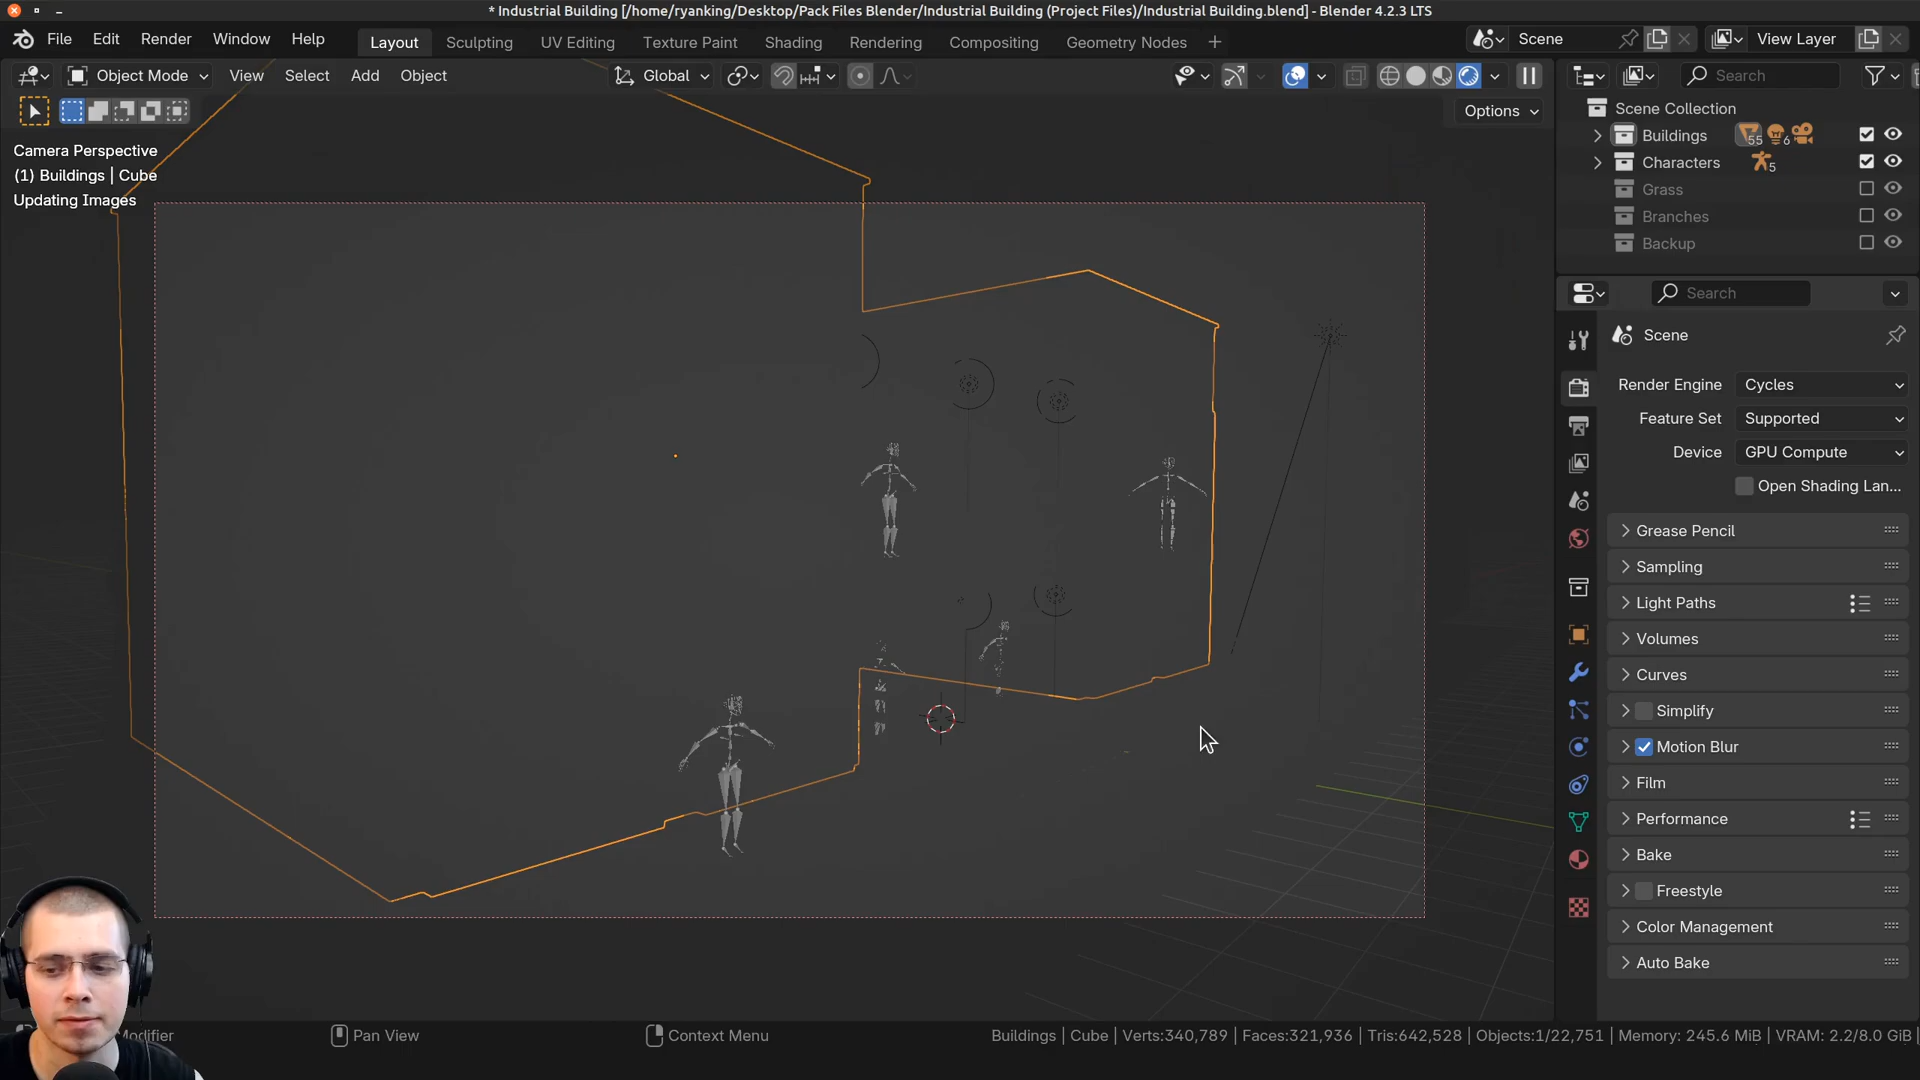 * Industrial Building [/home/ryanking/Desktop/Pack Files Blender/Industrial Building (Project Files)/Industrial Building.blend] - Blender 4.2.3 LTS
File Edit Render Window Help
Layout Sculpting UV Editing Texture Paint Shading Rendering Compositing Geometry Nodes +
Scene
View Layer
Object Mode View Select Add Object
Global
Search
Options
Camera Perspective
(1) Buildings | Cube
Updating Images
Scene Collection
Buildings 55 6
Characters 5
Grass
Branches
Backup
Search
Scene
Render Engine Cycles
Feature Set Supported
Device GPU Compute
Open Shading Lan...
Grease Pencil
Sampling
Light Paths
Volumes
Curves
Simplify
Motion Blur
Film
Performance
Bake
Freestyle
Color Management
Auto Bake
Modifier
Pan View
Context Menu
Buildings | Cube | Verts:340,789 | Faces:321,936 | Tris:642,528 | Objects:1/22,751 | Memory: 245.6 MiB | VRAM: 2.2/8.0 GiB